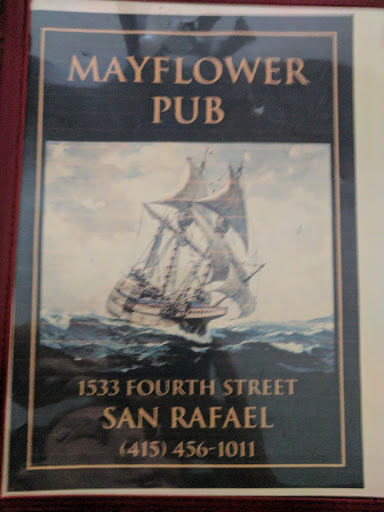 MAYFLOWER
PUB
1533 FOURTH STREET
SAN RAFAEL
(415) 456-1011